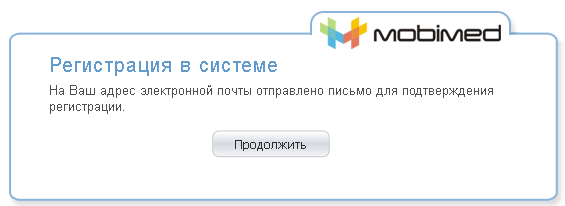 mobimed
Регистрация в системе
На Ваш адрес электронной почты отправлено письмо для подтверждения
регистрации.
Продолжить